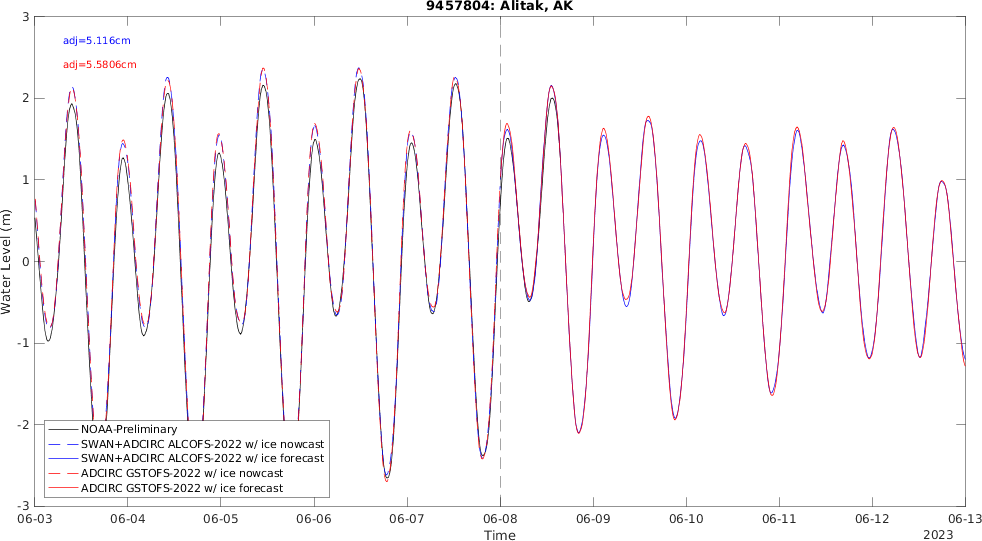 9457804: Alitak, AK
adj=5.116cm
adj=5.5806cm
3
2
1
0
-1
-2
-3
Water Level (m)
NOAA-Preliminary
SWAN+ADCIRC ALCOFS-2022 w/ ice nowcast
SWAN+ADCIRC ALCOFS-2022 w/ ice forecast
ADCIRC GSTOFS-2022 w/ ice nowcast
ADCIRC GSTOFS-2022 w/ ice forecast
06-03 06-04 06-05 06-06 06-07 06-08 06-09 06-10 06-11 06-12 06-13
Time
2023